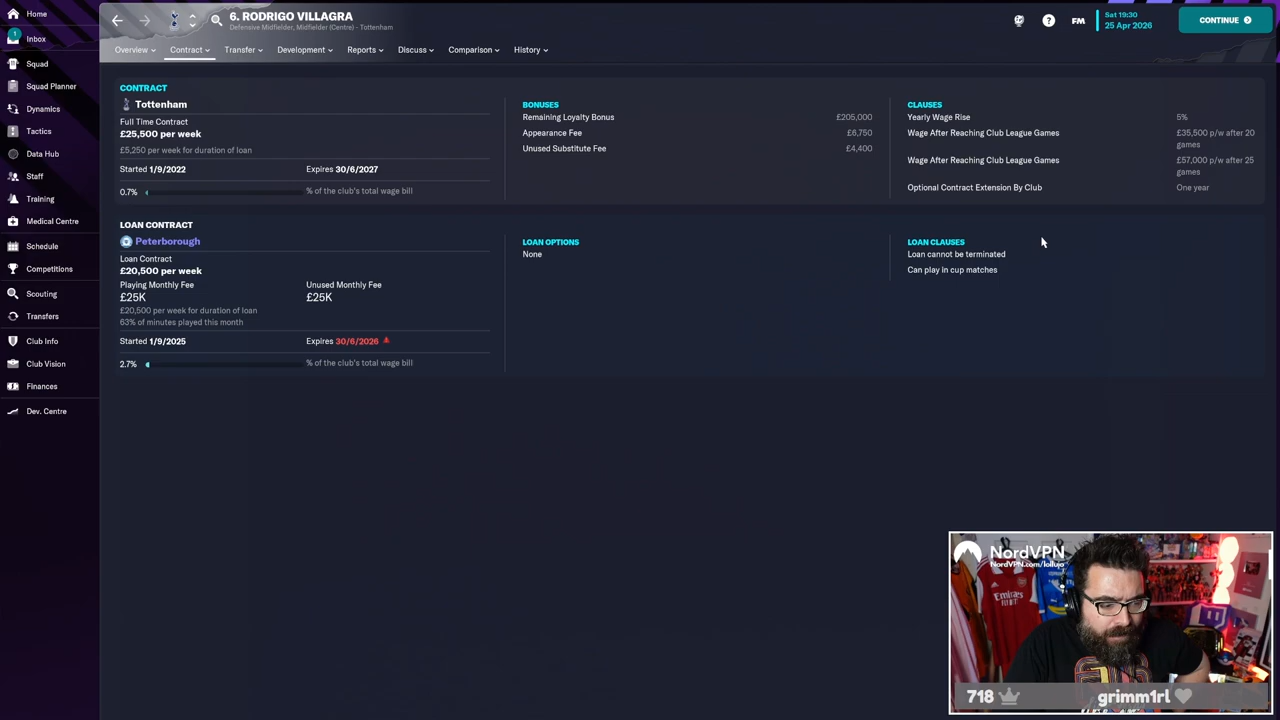 Home
6. RODRIGO VILLAGRA
Defensive Midfielder, Midfielder (Centre) - Tottenham
FM
Sat 19:30
25 Apr 2026
CONTINUE
1
Inbox
Squad
Squad Planner
Dynamics
Tactics
Data Hub
Staff
Training
Medical Centre
Schedule
Competitions
Scouting
Transfers
Club Info
Club Vision
Finances
Dev. Centre
Overview
Contract
Transfer
Development
Reports
Discuss
Comparison
History
CONTRACT
Tottenham
Full Time Contract
£25,500 per week
£5,250 per week for duration of loan
Started 1/9/2022
Expires 30/6/2027
0.7%
% of the club's total wage bill
BONUSES
Remaining Loyalty Bonus £205,000
Appearance Fee £6,750
Unused Substitute Fee £4,400
CLAUSES
Yearly Wage Rise 5%
Wage After Reaching Club League Games £35,500 p/w after 20
games
Wage After Reaching Club League Games £57,000 p/w after 25
games
Optional Contract Extension By Club One year
LOAN CONTRACT
Peterborough
Loan Contract
£20,500 per week
Playing Monthly Fee
£25K
Unused Monthly Fee
£25K
£20,500 per week for duration of loan
63% of minutes played this month
Started 1/9/2025
Expires 30/6/2026
2.7%
% of the club's total wage bill
LOAN OPTIONS
None
LOAN CLAUSES
Loan cannot be terminated
Can play in cup matches
NordVPN
NordVPN.com/lollujo
Emirates
718
grimm1rl